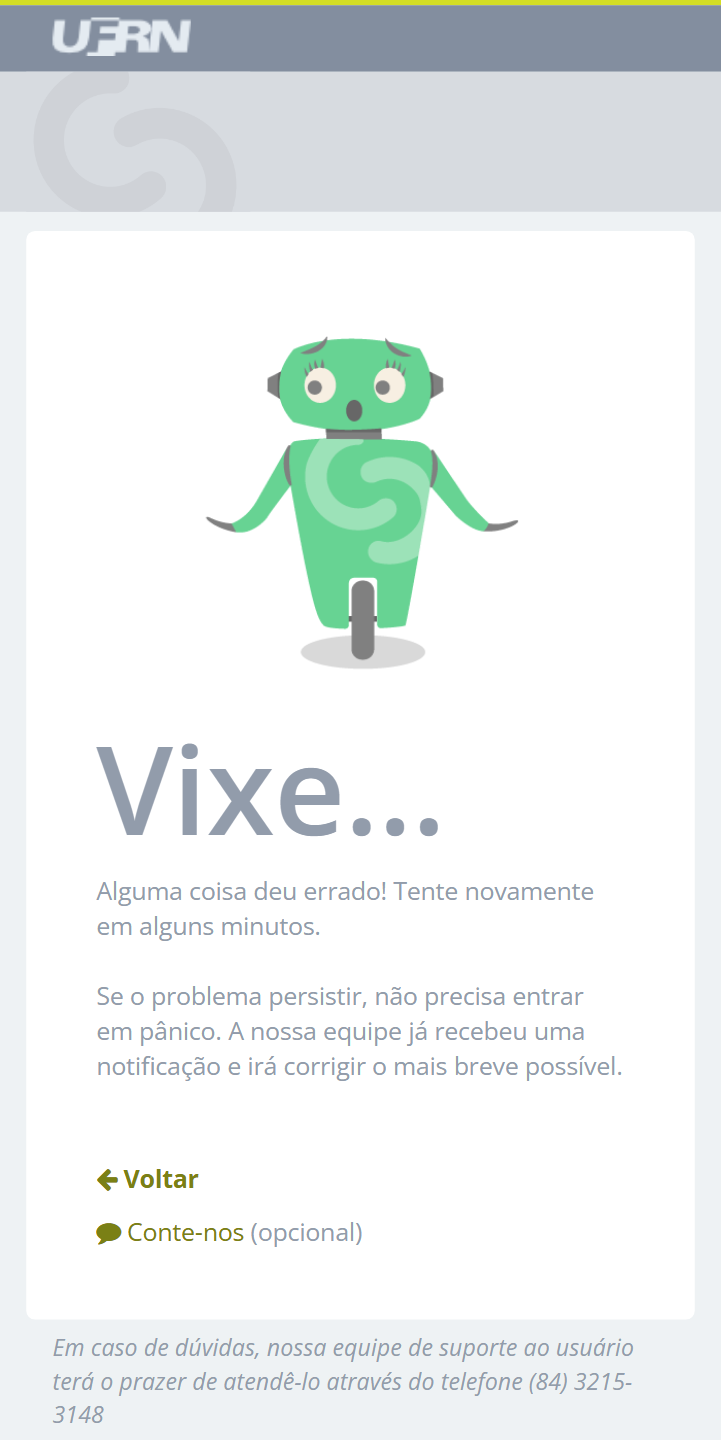 UFRN
Vixe...
Alguma coisa deu errado! Tente novamente
em alguns minutos.
Se o problema persistir, não precisa entrar
em pânico. A nossa equipe já recebeu uma
notificação e irá corrigir o mais breve possível.
Voltar
Conte-nos (opcional)
Em caso de dúvidas, nossa equipe de suporte ao usuário
terá o prazer de atendê-lo através do telefone (84) 3215-
3148